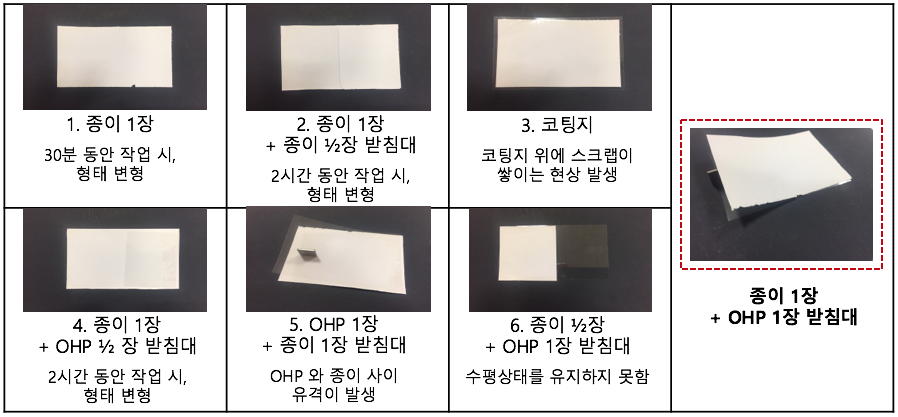 1. 종이 1장
30분 동안 작업 시,
형태 변형
2. 종이 1장
+ 종이 ½장 받침대
2시간 동안 작업 시,
형태 변형
3. 코팅지
코팅지 위에 스크랩이
쌓이는 현상 발생
4. 종이 1장
+ OHP ½ 장 받침대
2시간 동안 작업 시,
형태 변형
5. OHP 1장
+ 종이 1장 받침대
OHP 와 종이 사이
유격이 발생
6. 종이 ½장
+ OHP 1장 받침대
수평상태를 유지하지 못함
종이 1장
+ OHP 1장 받침대